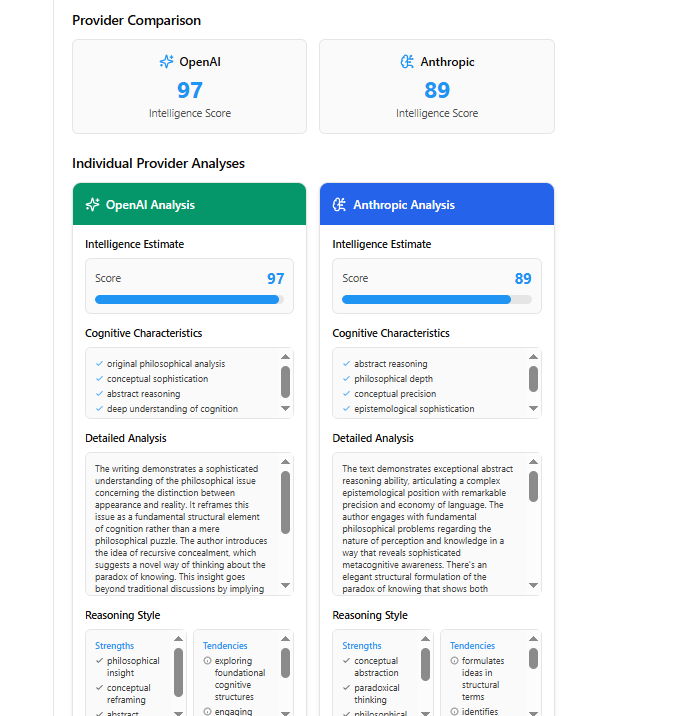 Provider Comparison
OpenAI
97
Intelligence Score
Anthropic
89
Intelligence Score
Individual Provider Analyses
OpenAI Analysis
Intelligence Estimate
Score 97
Cognitive Characteristics
original philosophical analysis
conceptual sophistication
abstract reasoning
deep understanding of cognition
Detailed Analysis
The writing demonstrates a sophisticated
understanding of the philosophical issue
concerning the distinction between
appearance and reality. It reframes this
issue as a fundamental structural element
of cognition rather than a mere
philosophical puzzle. The author introduces
the idea of recursive concealment, which
suggests a novel way of thinking about the
paradox of knowing. This insight goes
beyond traditional discussions by implying
Reasoning Style
Strengths
philosophical
insight
conceptual
reframing
abstract
Tendencies
exploring
foundational
cognitive
structures
engaging
Anthropic Analysis
Intelligence Estimate
Score 89
Cognitive Characteristics
abstract reasoning
philosophical depth
conceptual precision
epistemological sophistication
Detailed Analysis
The text demonstrates exceptional abstract
reasoning ability, articulating a complex
epistemological position with remarkable
precision and economy of language. The
author engages with fundamental
philosophical problems regarding the
nature of perception and knowledge in a
way that reveals sophisticated
metacognitive awareness. There's an
elegant structural formulation of the
paradox of knowing that shows both
Reasoning Style
Strengths
conceptual
abstraction
paradoxical
thinking
philosophical
Tendencies
formulates
ideas in
structural
terms
identifies